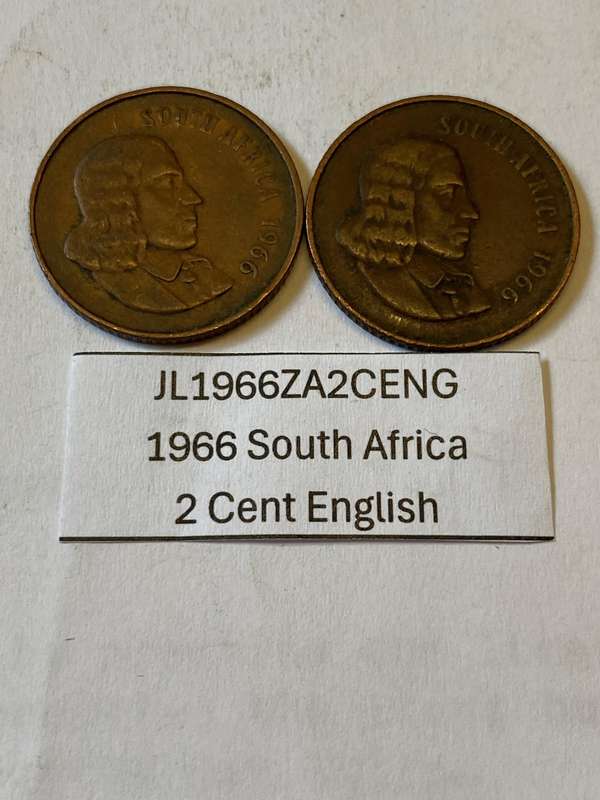 SOUTH AFRICA 1966
SOUTH AFRICA 1966
JL1966ZA2CENG
1966 South Africa
2 Cent English